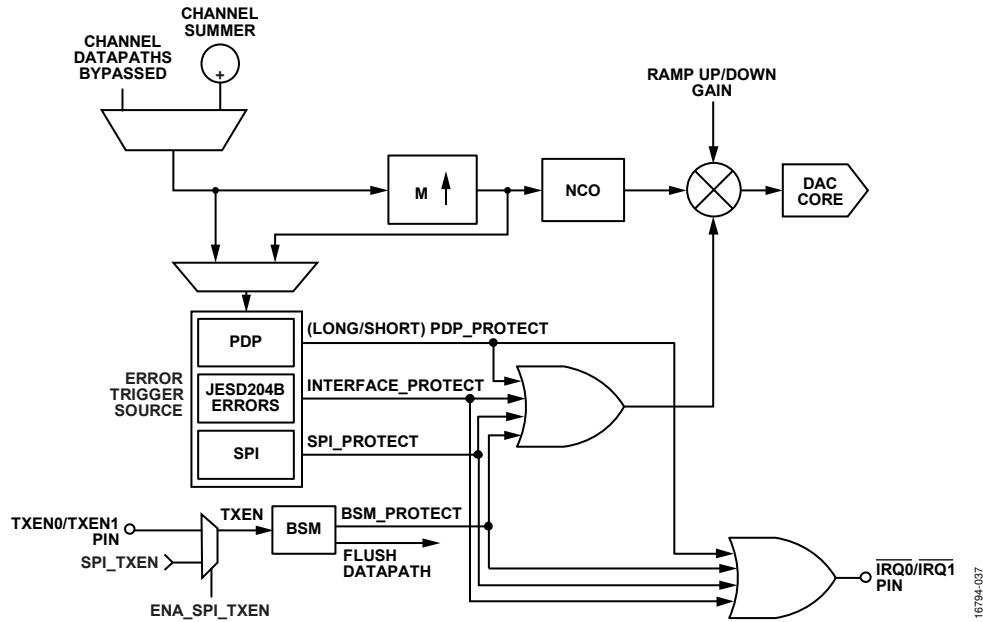 CHANNEL
SUMMER
CHANNEL
DATAPATHS
BYPASSED
+
RAMP UP/DOWN
GAIN
M
NCO
DAC
CORE
ERROR
TRIGGER
SOURCE
PDP
(LONG/SHORT) PDP_PROTECT
JESD204B
ERRORS
INTERFACE_PROTECT
SPI
SPI_PROTECT
TXEN0/TXEN1
PIN
SPI_TXEN
ENA_SPI_TXEN
TXEN
BSM
BSM_PROTECT
FLUSH
DATAPATH
IRQ0/IRQ1
PIN
16794-037